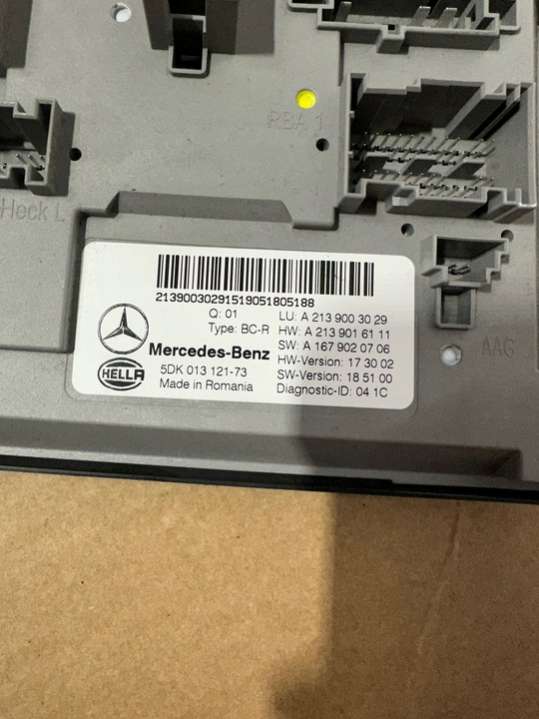 RBA 1
Heck L
21390030291519051805188
Q: 01
Type: BC-R
LU: A 213 900 30 29
HW: A 213 901 61 11
SW: A 167 902 07 06
Mercedes-Benz
HW-Version: 17 30 02
HELLA
5DK 013 121-73
SW-Version: 18 51 00
Made in Romania
Diagnostic-ID: 04 1C
AAG